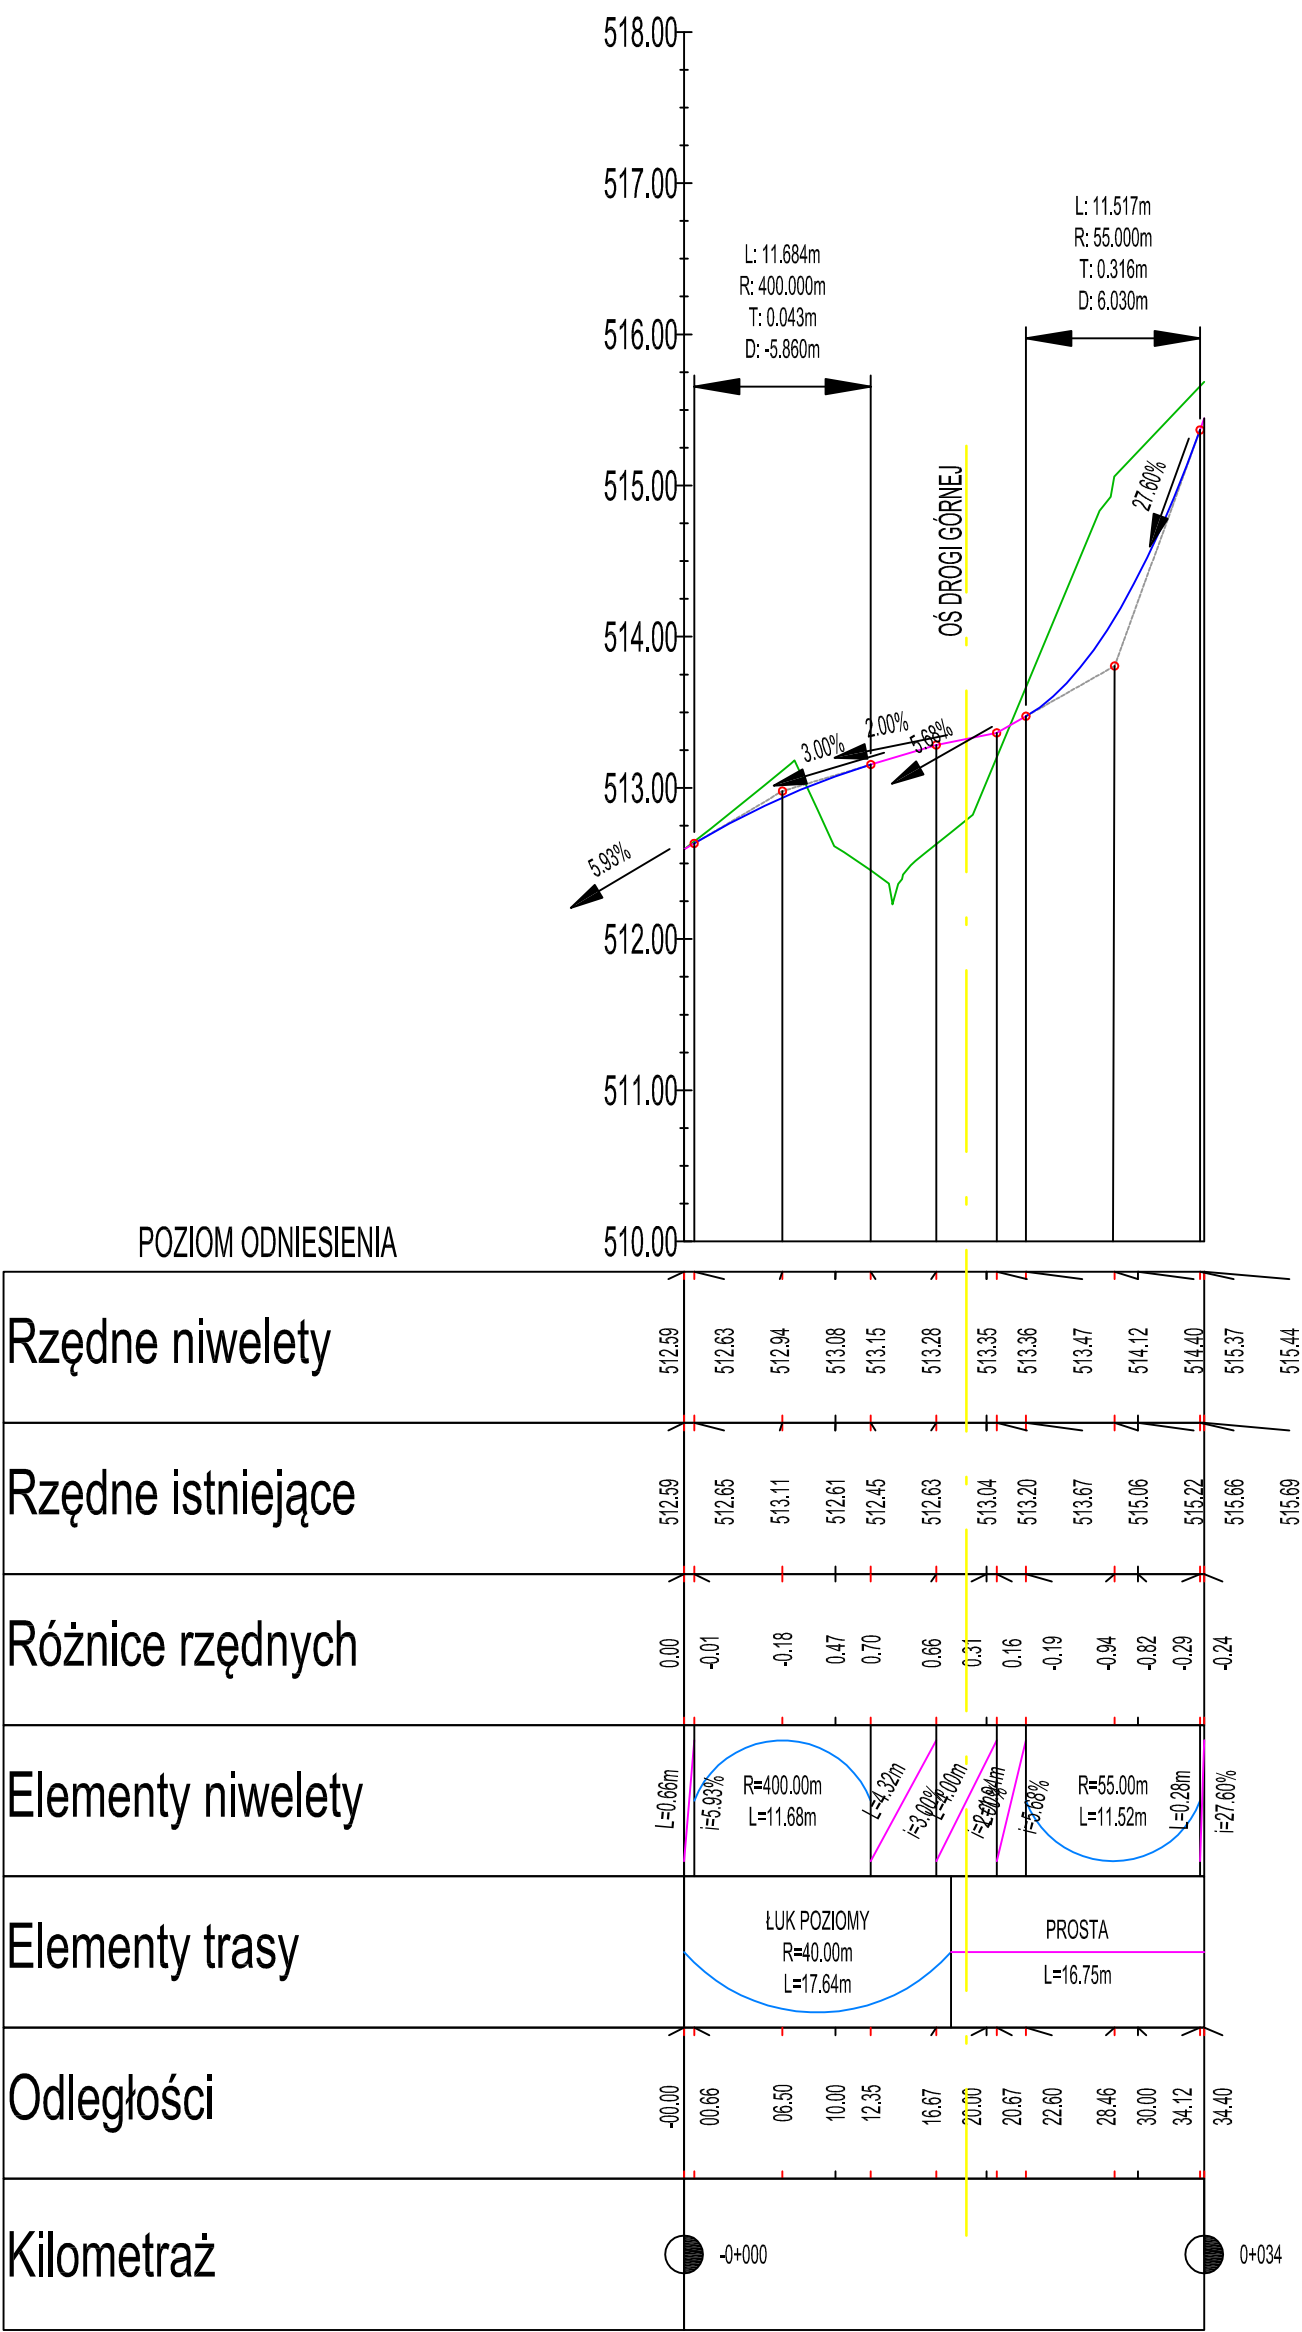 518.00
517.00
516.00
515.00
514.00
513.00
512.00
511.00
510.00
L: 11.684m
R: 400.000m
T: 0.043m
D: -5.860m
L: 11.517m
R: 55.000m
T: 0.316m
D: 6.030m
OŚ DROGI GÓRNEJ
27.60%
5.93%
3.00%
2.00%
5.68%
POZIOM ODNIESIENIA
Rzędne niwelety
512.59 512.63 512.94 513.08 513.15 513.28 513.35 513.36 513.47 514.12 514.40 515.37 515.44
Rzędne istniejące
512.59 512.65 513.11 512.61 512.45 512.63 513.04 513.20 513.67 515.06 515.22 515.66 515.69
Różnice rzędnych
0.00 -0.01 -0.18 0.47 0.70 0.66 0.31 0.16 -0.19 -0.94 -0.82 -0.29 -0.24
Elementy niwelety
L=0.66m
i=5.93%
R=400.00m
L=11.68m
L=4.32m
i=3.00%
L=4.00m
i=5.68%
R=55.00m
L=11.52m
L=0.28m
i=27.60%
Elementy trasy
ŁUK POZIOMY
R=40.00m
L=17.64m
PROSTA
L=16.75m
Odległości
-00.00 00.66 06.50 10.00 12.35 16.67 20.00 20.67 22.60 28.46 30.00 34.12 34.40
Kilometraż
-0+000
0+034